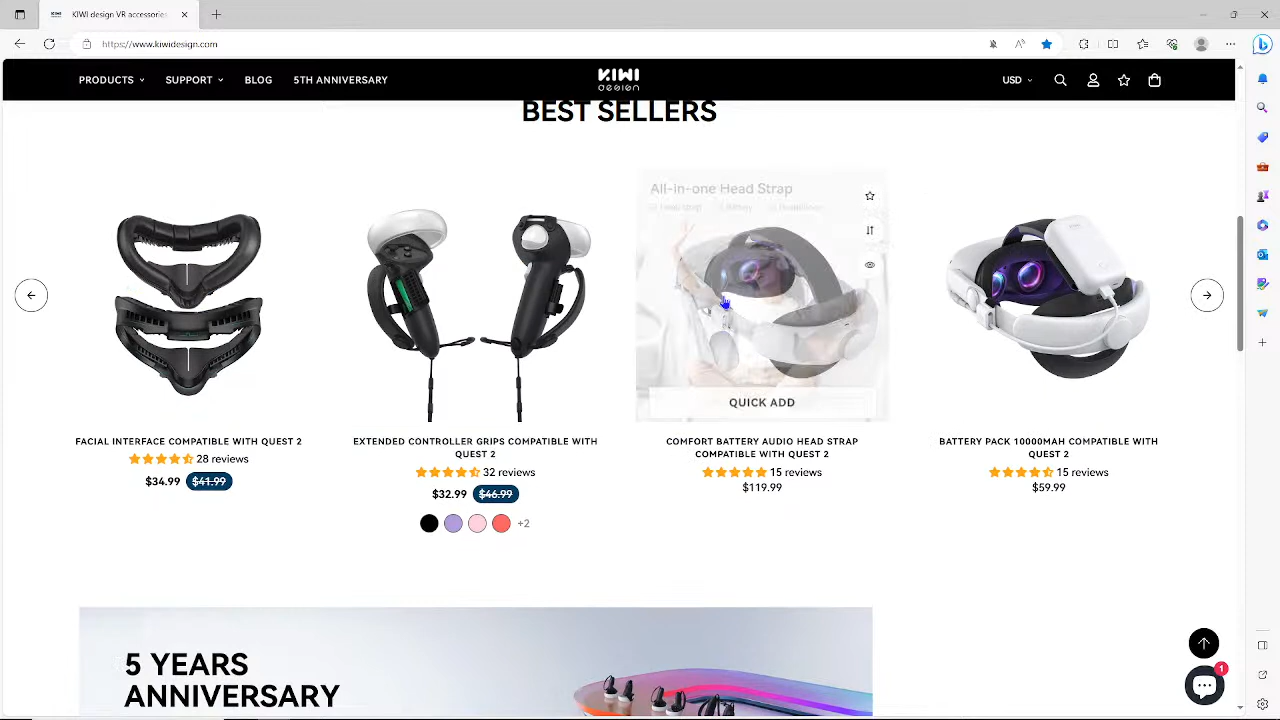 KIWI design VR accessories
https://www.kiwidesign.com
PRODUCTS
SUPPORT
BLOG
5TH ANNIVERSARY
KIWI
design
USD
BEST SELLERS
All-in-one Head Strap
Head strap Battery Headphones
QUICK ADD
FACIAL INTERFACE COMPATIBLE WITH QUEST 2
28 reviews
$34.99 $41.99
EXTENDED CONTROLLER GRIPS COMPATIBLE WITH
QUEST 2
32 reviews
$32.99 $46.99
+2
COMFORT BATTERY AUDIO HEAD STRAP
COMPATIBLE WITH QUEST 2
15 reviews
$119.99
BATTERY PACK 10000MAH COMPATIBLE WITH
QUEST 2
15 reviews
$59.99
5 YEARS
ANNIVERSARY
1